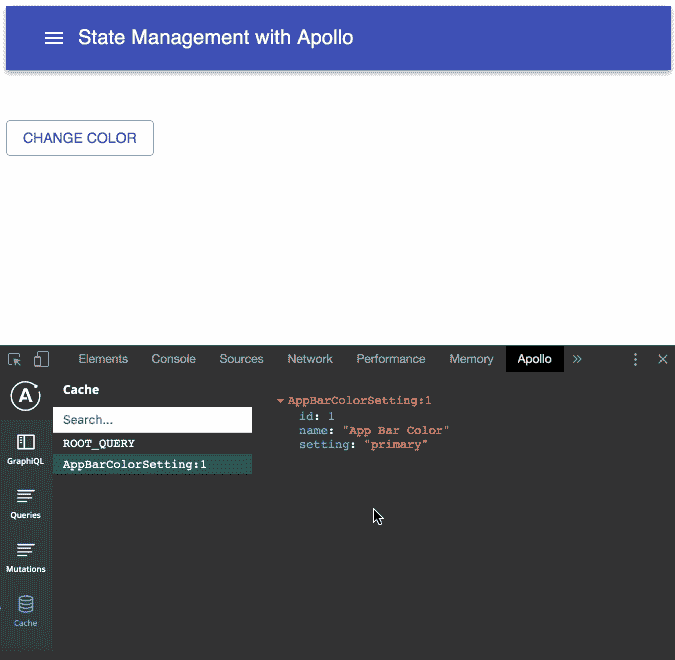 State Management with Apollo
CHANGE COLOR
Elements Console Sources Network Performance Memory Apollo »
Cache
Search...
ROOT_QUERY
AppBarColorSetting:1
AppBarColorSetting:1
id: 1
name: "App Bar Color"
setting: "primary"
A
GraphiQL
Queries
Mutations
Cache